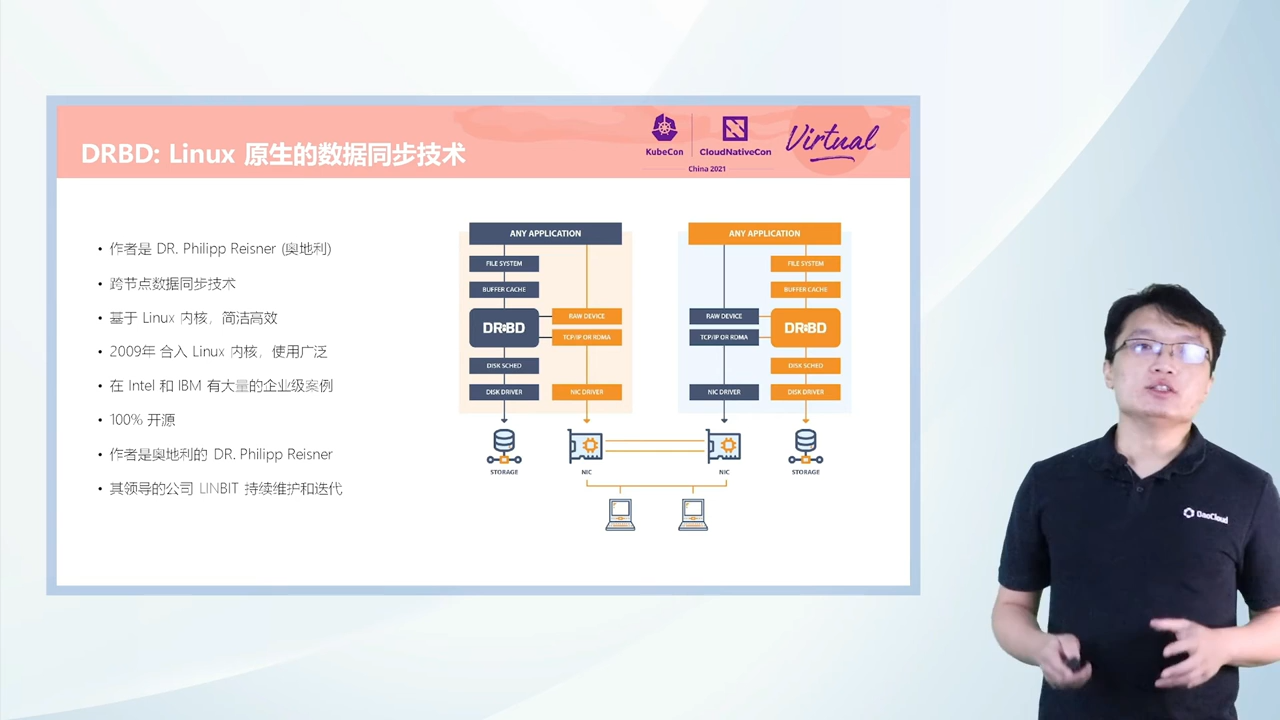 DRBD: Linux 原生的数据同步技术
KubeCon
CloudNativeCon
China 2021
Virtual
• 作者是 DR. Philipp Reisner (奥地利)
• 跨节点数据同步技术
• 基于 Linux 内核，简洁高效
• 2009年 合入 Linux 内核，使用广泛
• 在 Intel 和 IBM 有大量的企业级案例
• 100% 开源
• 作者是奥地利的 DR. Philipp Reisner
• 其领导的公司 LINBIT 持续维护和迭代
ANY APPLICATION
FILE SYSTEM
BUFFER CACHE
DRBD
RAW DEVICE
TCP/IP OR RDMA
DISK SCHED
DISK DRIVER
NIC DRIVER
STORAGE
NIC
ANY APPLICATION
FILE SYSTEM
BUFFER CACHE
RAW DEVICE
TCP/IP OR RDMA
DRBD
DISK SCHED
NIC DRIVER
DISK DRIVER
NIC
STORAGE
DaoCloud